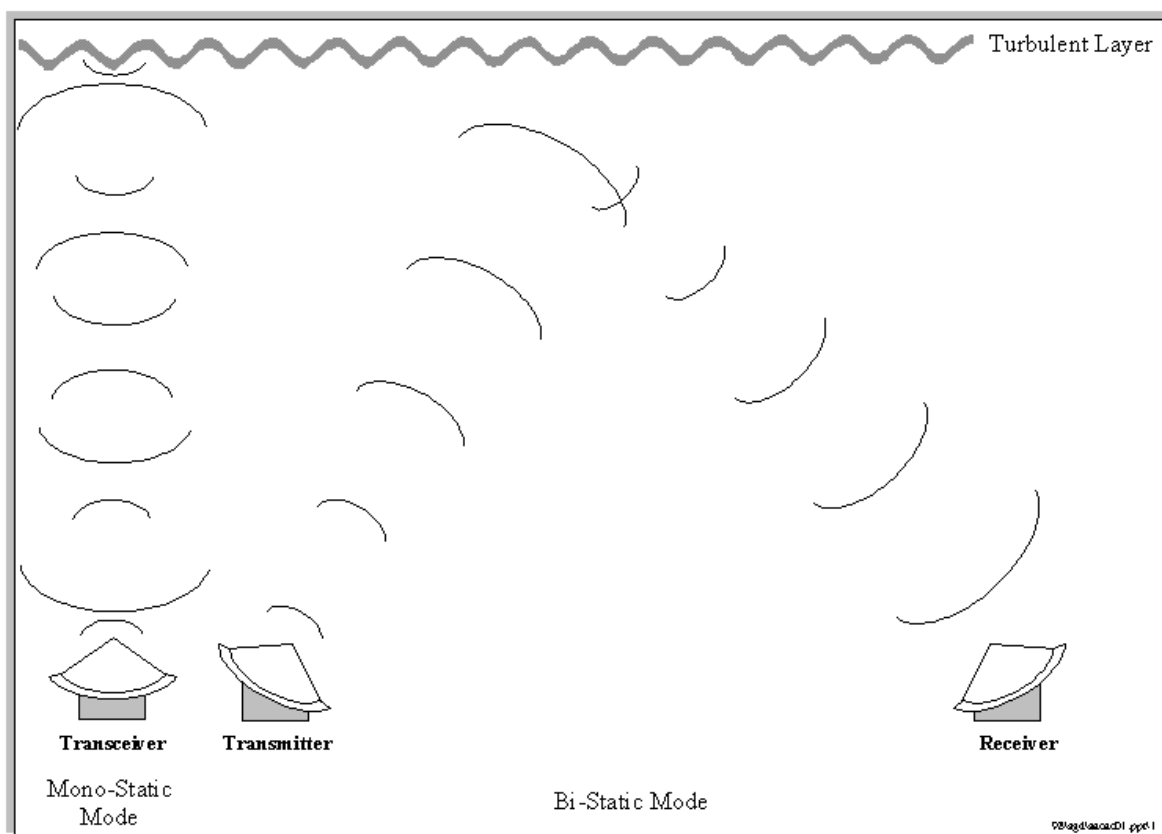 Turbulent Layer
Transceiver
Transmitter
Receiver
Mono-Static
Mode
Bi-Static Mode